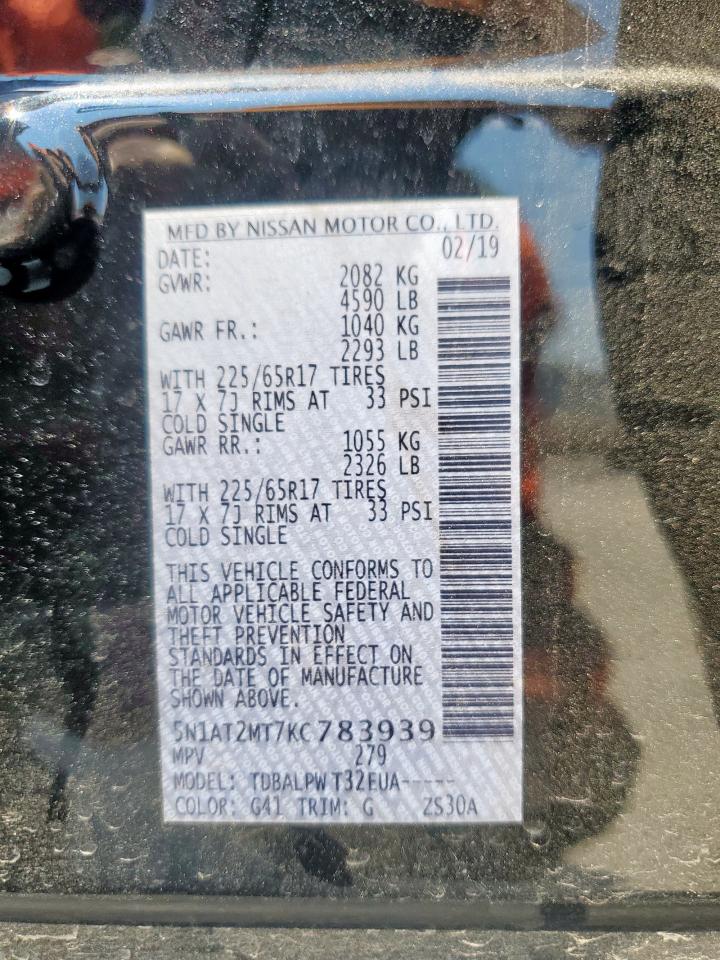 MFD BY NISSAN MOTOR CO., LTD.
DATE: 02/19
GVWR: 2082 KG
4590 LB
GAWR FR.: 1040 KG
2293 LB
WITH 225/65R17 TIRES
17 X 7J RIMS AT 33 PSI
COLD SINGLE
GAWR RR.: 1055 KG
2326 LB
WITH 225/65R17 TIRES
17 X 7J RIMS AT 33 PSI
COLD SINGLE
THIS VEHICLE CONFORMS TO
ALL APPLICABLE FEDERAL
MOTOR VEHICLE SAFETY AND
THEFT PREVENTION
STANDARDS IN EFFECT ON
THE DATE OF MANUFACTURE
SHOWN ABOVE.
5N1AT2MT7KC783939
MPV 279
MODEL: TDBALPW T32EUA-----
COLOR: G41 TRIM: G ZS30A